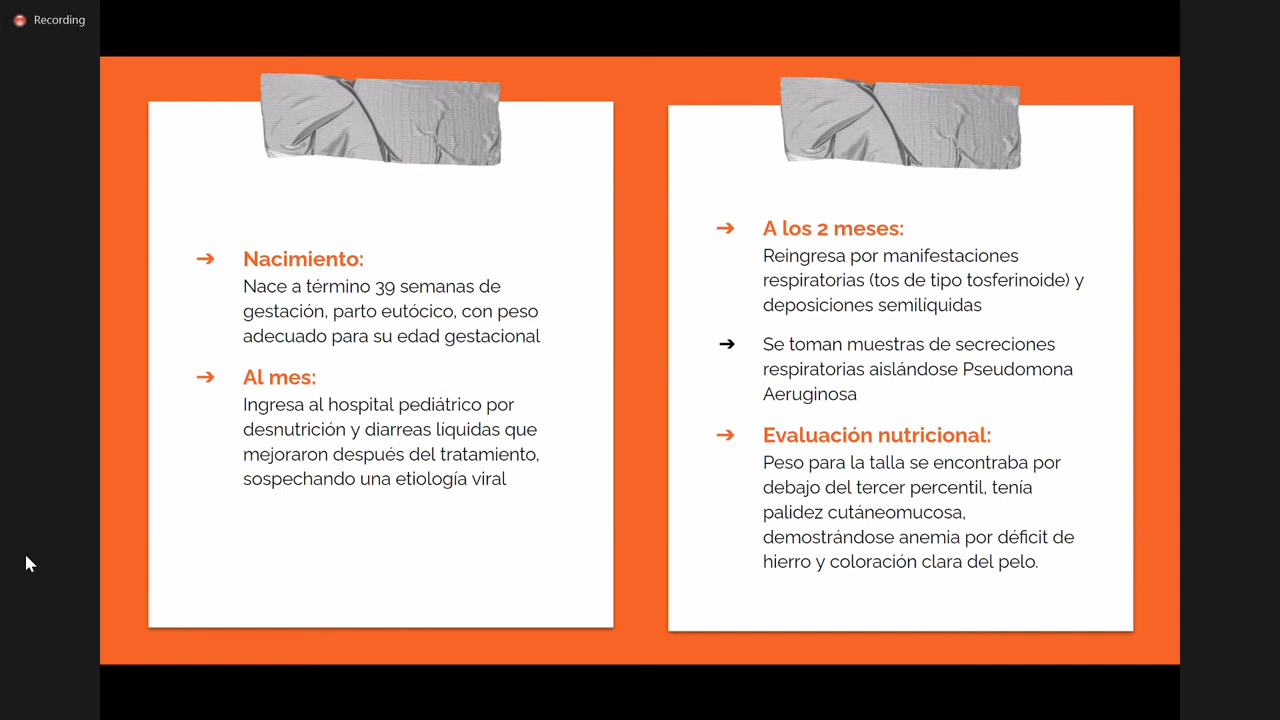 Recording
Nacimiento:
Nace a término 39 semanas de
gestación, parto eutócico, con peso
adecuado para su edad gestacional
Al mes:
Ingresa al hospital pediátrico por
desnutrición y diarreas líquidas que
mejoraron después del tratamiento,
sospechando una etiología viral
A los 2 meses:
Reingresa por manifestaciones
respiratorias (tos de tipo tosferinoide) y
deposiciones semilíquidas
Se toman muestras de secreciones
respiratorias aislándose Pseudomona
Aeruginosa
Evaluación nutricional:
Peso para la talla se encontraba por
debajo del tercer percentil, tenía
palidez cutáneomucosa,
demostrándose anemia por déficit de
hierro y coloración clara del pelo.